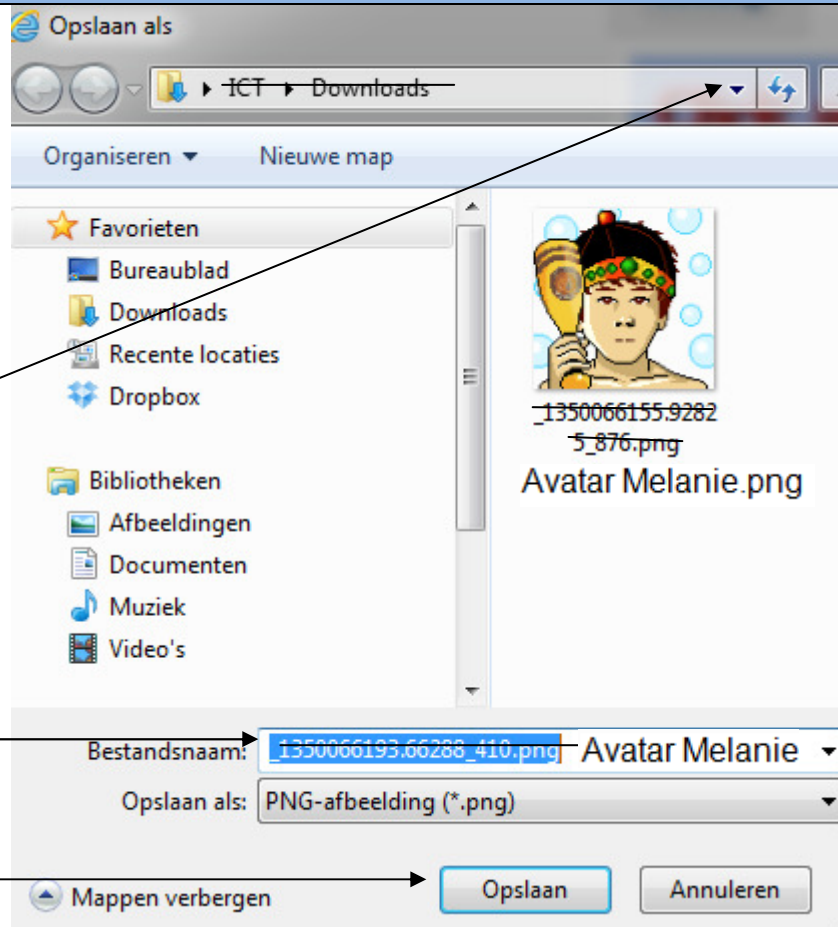 Opslaan als
ICT Downloads
Organiseren Nieuwe map
Favorieten
Bureaublad
Downloads
Recente locaties
Dropbox
Bibliotheken
Afbeeldingen
Documenten
Muziek
Video's
_1350066155.9282
5_876.png
Avatar Melanie.png
Bestandsnaam: _1350066193.66288_410.png Avatar Melanie
Opslaan als: PNG-afbeelding (*.png)
Mappen verbergen Opslaan Annuleren